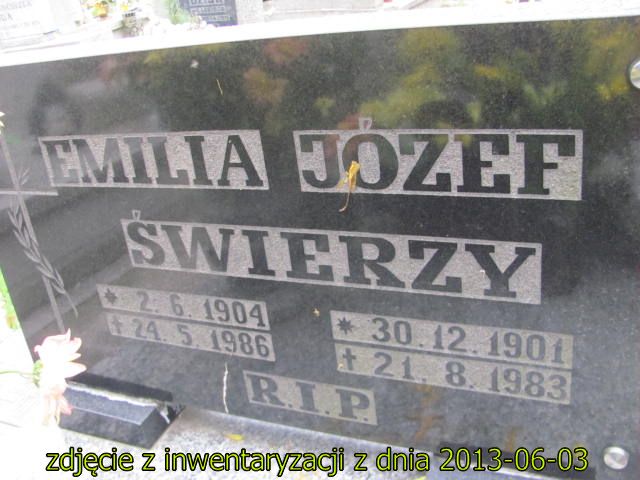 EMILIA JÓZEF
ŚWIERZY
* 2.6.1904
✝ 24.5.1986
* 30.12.1901
✝ 21.8.1983
R.I.P
zdjęcie z inwentaryzacji z dnia 2013-06-03